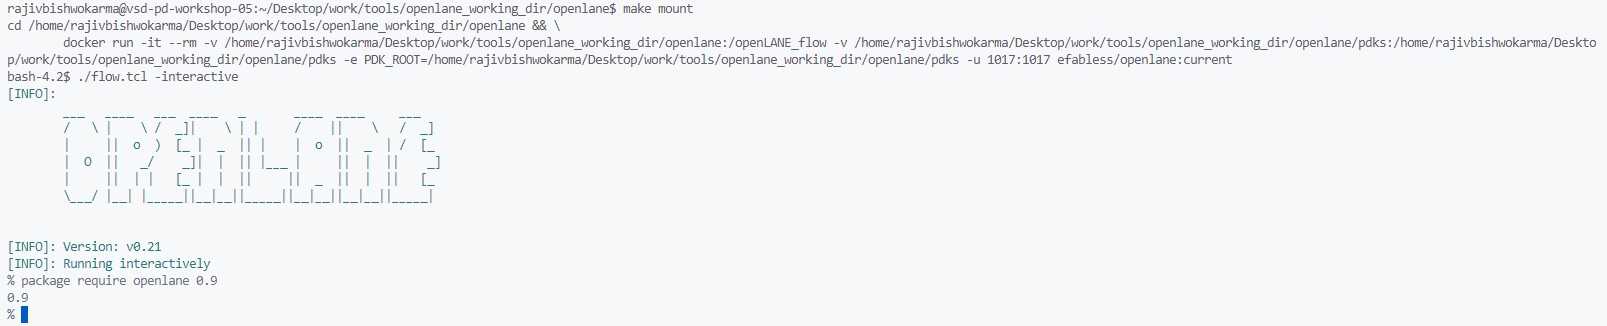 rajivbishwokarma@vsd-pd-workshop-05:~/Desktop/work/tools/openlane_working_dir/openlane$ make mount
cd /home/rajivbishwokarma/Desktop/work/tools/openlane_working_dir/openlane && \
        docker run -it --rm -v /home/rajivbishwokarma/Desktop/work/tools/openlane_working_dir/openlane:/openLANE_flow -v /home/rajivbishwokarma/Desktop/work/tools/openlane_working_dir/openlane/pdks:/home/rajivbishwokarma/Deskto
p/work/tools/openlane_working_dir/openlane/pdks -e PDK_ROOT=/home/rajivbishwokarma/Desktop/work/tools/openlane_working_dir/openlane/pdks -u 1017:1017 efabless/openlane:current
bash-4.2$ ./flow.tcl -interactive
[INFO]:
OPENLANE
[INFO]: Version: v0.21
[INFO]: Running interactively
% package require openlane 0.9
0.9
%